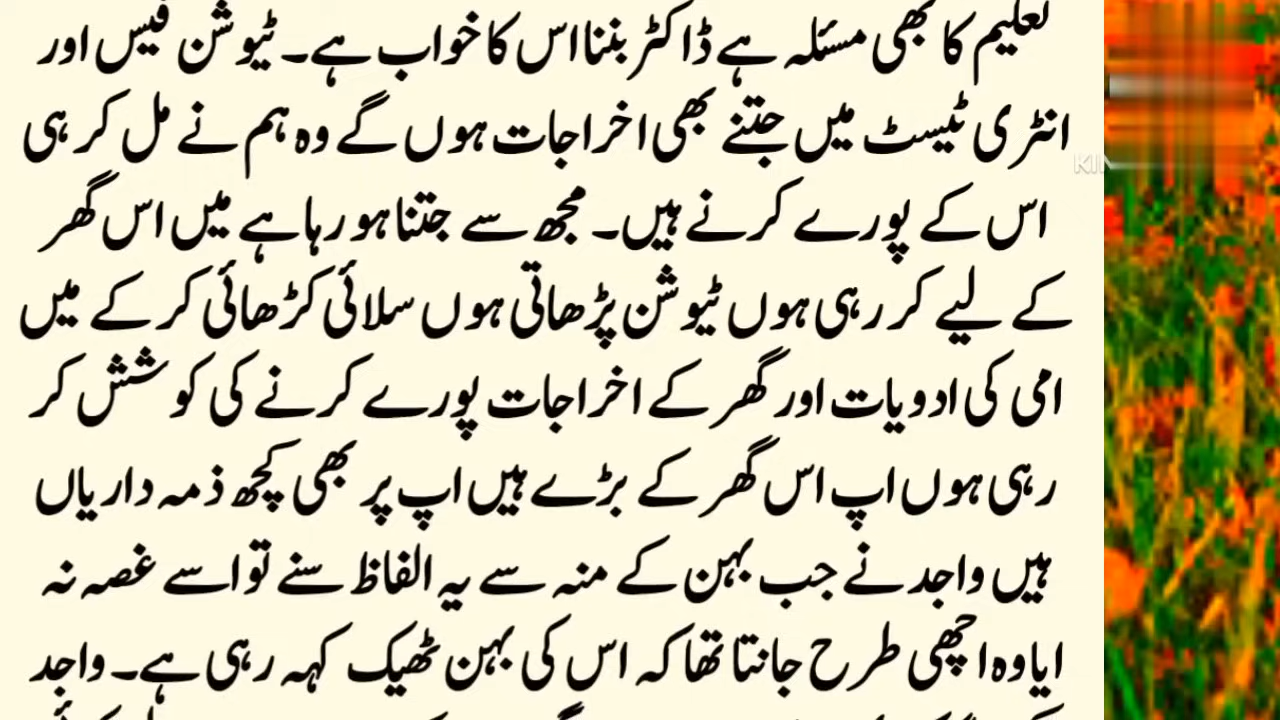 تعلیم کا بھی مسئلہ ہے ڈاکٹر بننا اس کا خواب ہے۔ ٹیوشن فیس اور
انٹری ٹیسٹ میں جتنے بھی اخراجات ہوں گے وہ ہم نے مل کر ہی
اس کے پورے کرنے ہیں۔ مجھ سے جتنا ہو رہا ہے میں اس گھر
کے لیے کر رہی ہوں ٹیوشن پڑھاتی ہوں سلائی کڑھائی کر کے میں
امی کی ادویات اور گھر کے اخراجات پورے کرنے کی کوشش کر
رہی ہوں اپ اس گھر کے بڑے ہیں اپ پر بھی کچھ ذمہ داریاں
ہیں واجد نے جب بہن کے منہ سے یہ الفاظ سنے تو اسے غصہ نہ
ایا وہ اچھی طرح جانتا تھا کہ اس کی بہن ٹھیک کہہ رہی ہے۔ واجد
KIN